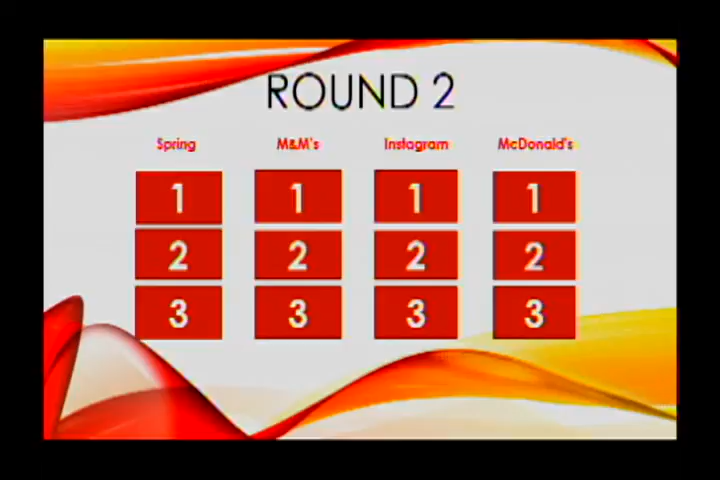 ROUND 2
Spring M&M's Instagram McDonald's
1 1 1 1
2 2 2 2
3 3 3 3